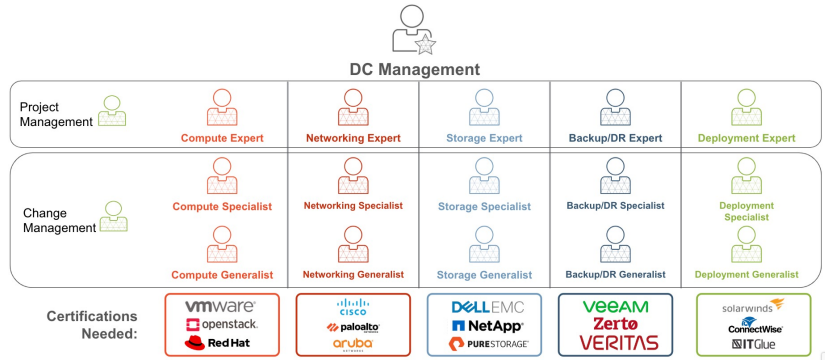 DC Management
Project
Management
Compute Expert
Networking Expert
Storage Expert
Backup/DR Expert
Deployment Expert
Change
Management
Compute Specialist
Networking Specialist
Storage Specialist
Backup/DR Specialist
Deployment
Specialist
Compute Generalist
Networking Generalist
Storage Generalist
Backup/DR Generalist
Deployment Generalist
Certifications
Needed:
vmware®
openstack.
Red Hat
CISCO
paloalto
NETWORKS
aruba
NETWORKS
DELLEMC
NetApp®
PURESTORAGE®
veeam
Zerto
VERITAS
solarwinds
ConnectWise
ITGlue